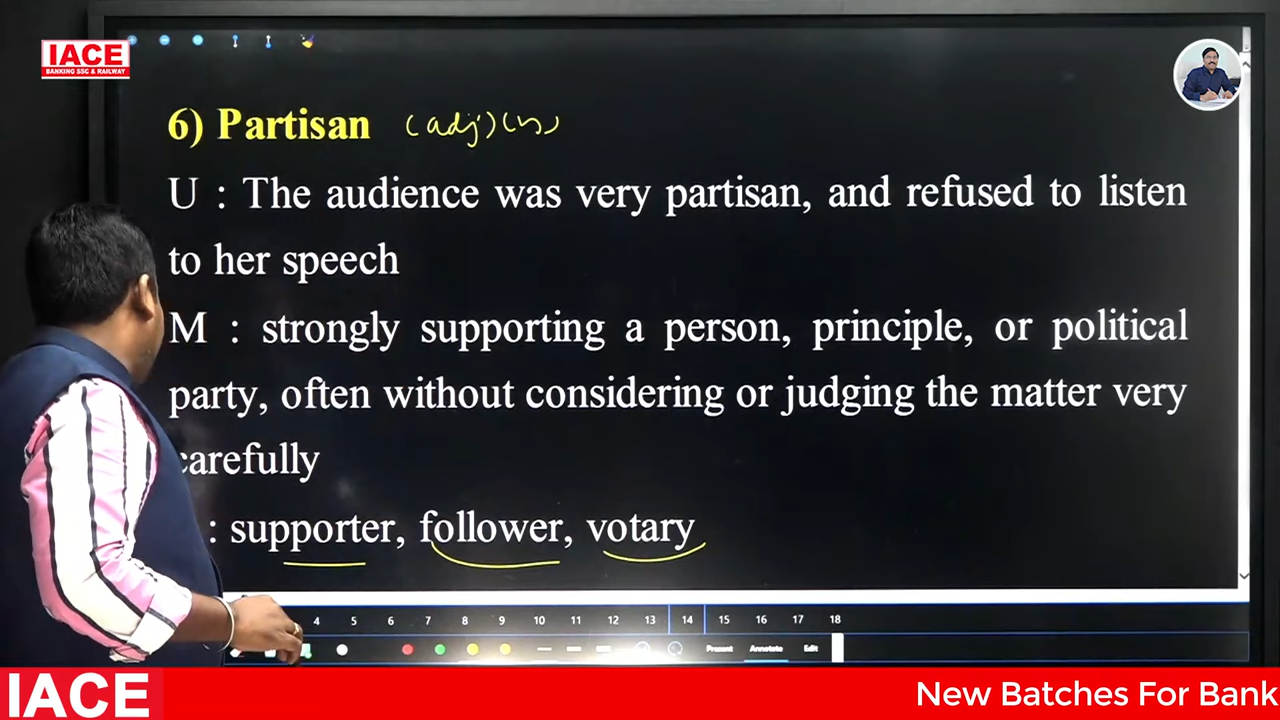 IACE
BANKING SSC & RAILWAY
6) Partisan (adj) (n)
U : The audience was very partisan, and refused to listen
to her speech
M : strongly supporting a person, principle, or political
party, often without considering or judging the matter very
carefully
: supporter, follower, votary
4 5 6 7 8 9 10 11 12 13 14 15 16 17 18
Present Annotate Edit
IACE
New Batches For Bank